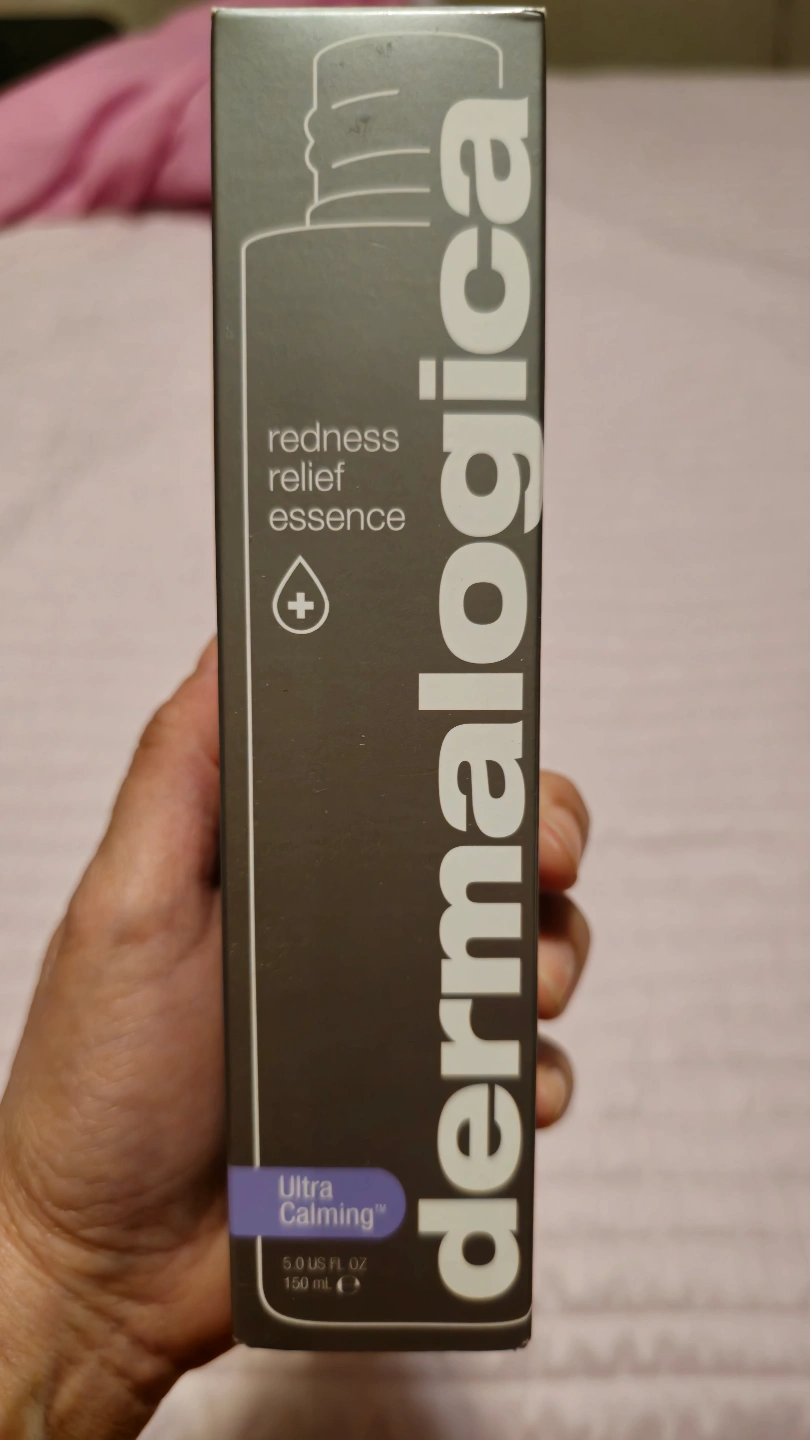 dermalogica
redness
relief
essence
Ultra
Calming™
5.0 US FL OZ
150 mL ℮